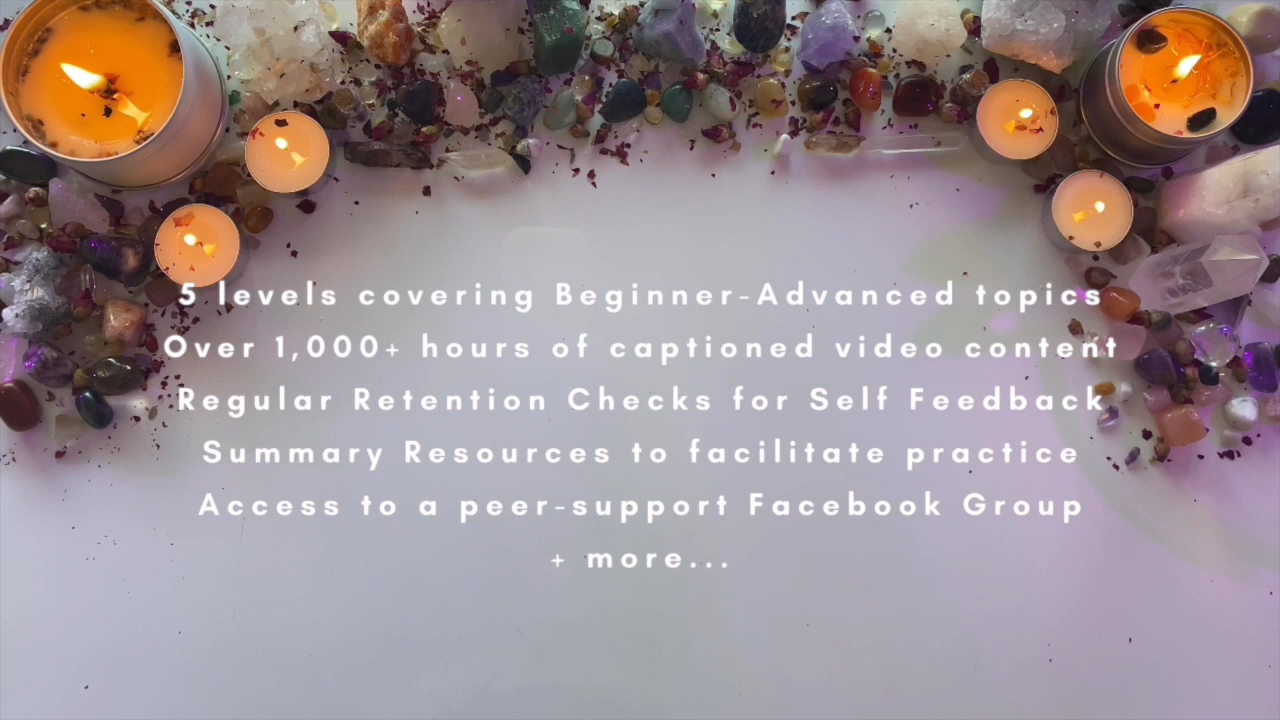 5 levels covering Beginner-Advanced topics
Over 1,000+ hours of captioned video content
Regular Retention Checks for Self Feedback
Summary Resources to facilitate practice
Access to a peer-support Facebook Group
+ more...